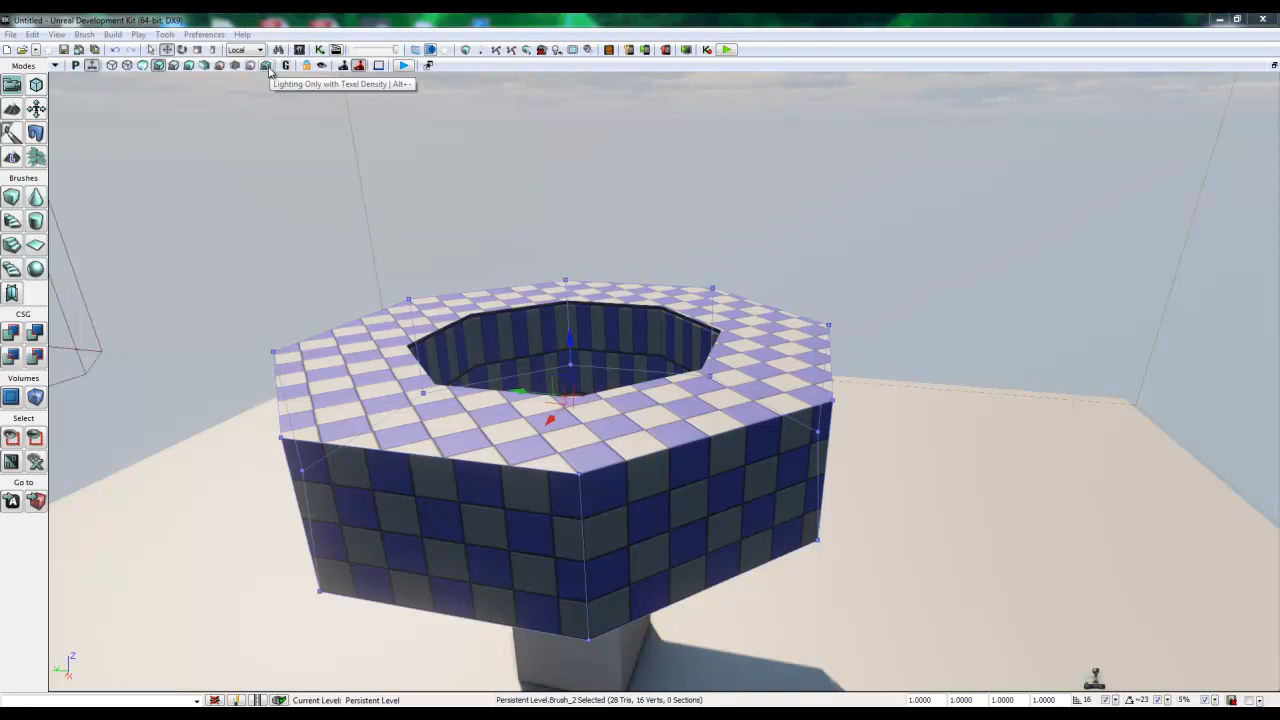 Untitled - Unreal Development Kit (64-bit, DX9)
File Edit View Brush Build Play Tools Preferences Help
Local
Modes
P
G
Lighting Only with Texel Density | Alt+-
Brushes
CSG
Volumes
Select
Go to
Z
Y
X
Current Level: Persistent Level
Persistent Level.Brush_2 Selected (28 Tris, 16 Verts, 0 Sections)
1.0000 1.0000 1.0000 1.0000
16
~23
5%